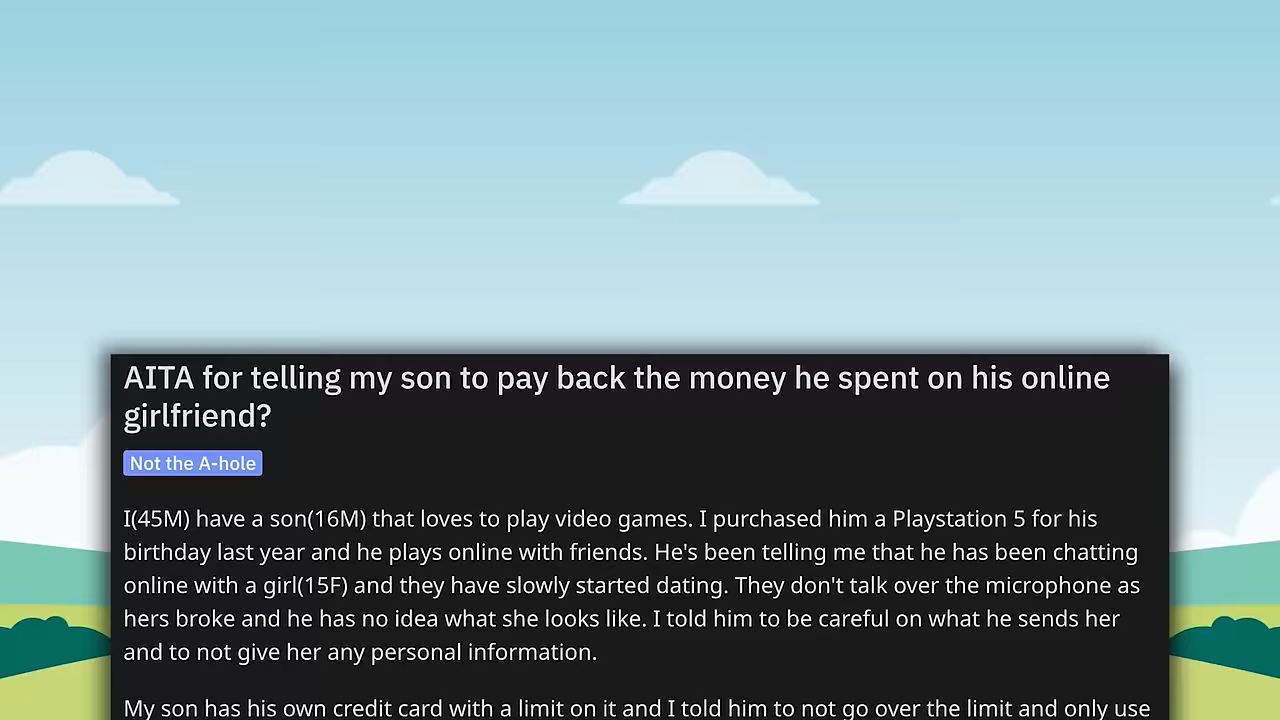 AITA for telling my son to pay back the money he spent on his online
girlfriend?
Not the A-hole
I(45M) have a son(16M) that loves to play video games. I purchased him a Playstation 5 for his
birthday last year and he plays online with friends. He's been telling me that he has been chatting
online with a girl(15F) and they have slowly started dating. They don't talk over the microphone as
hers broke and he has no idea what she looks like. I told him to be careful on what he sends her
and to not give her any personal information.
My son has his own credit card with a limit on it and I told him to not go over the limit and only use